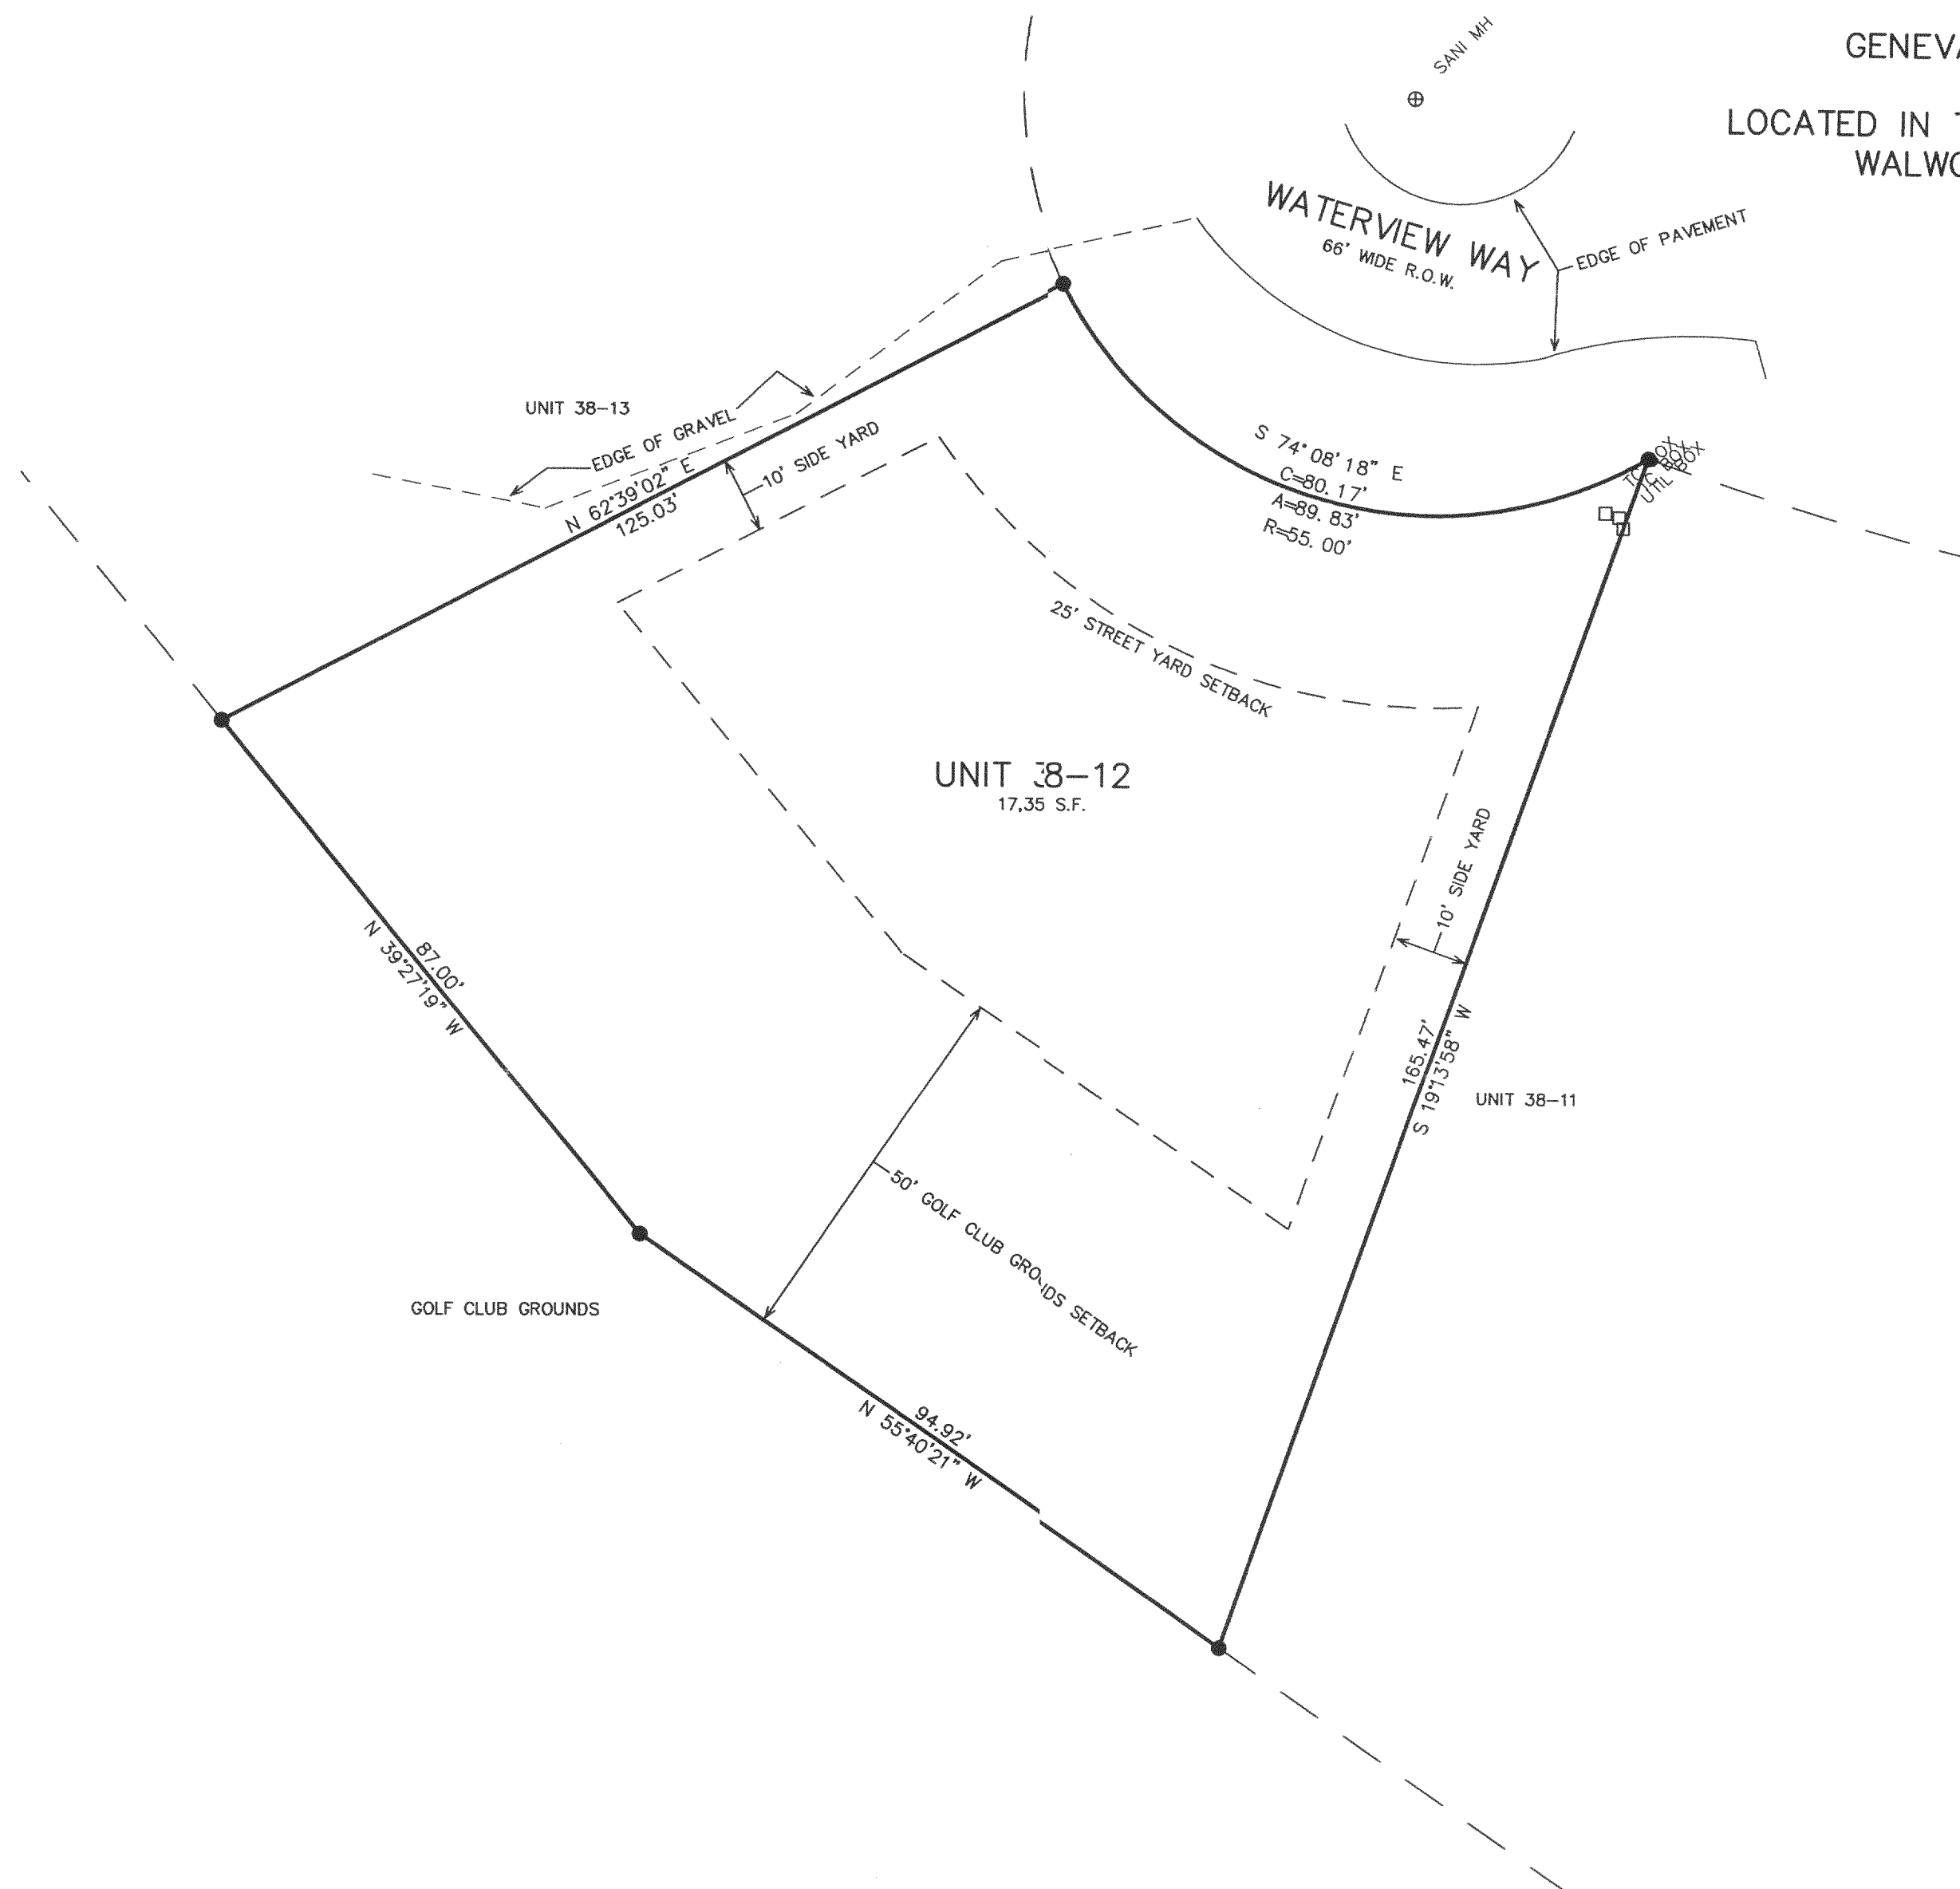 SANI MH
GENEVA
LOCATED IN
WALWO
WATERVIEW WAY
66' WIDE R.O.W.
EDGE OF PAVEMENT
UNIT 38-13
EDGE OF GRAVEL
N 62°39'02" E
125.03'
10' SIDE YARD
S 74°08'18" E
C=80.17'
A=89.83'
R=55.00'
UTIL BOX
25' STREET YARD SETBACK
UNIT 38-12
17,35 S.F.
10' SIDE YARD
87.00'
N 39°27'19" W
165.47'
S 19°13'58" W
UNIT 38-11
50' GOLF CLUB GROUNDS SETBACK
GOLF CLUB GROUNDS
94.92'
N 55°40'21" W